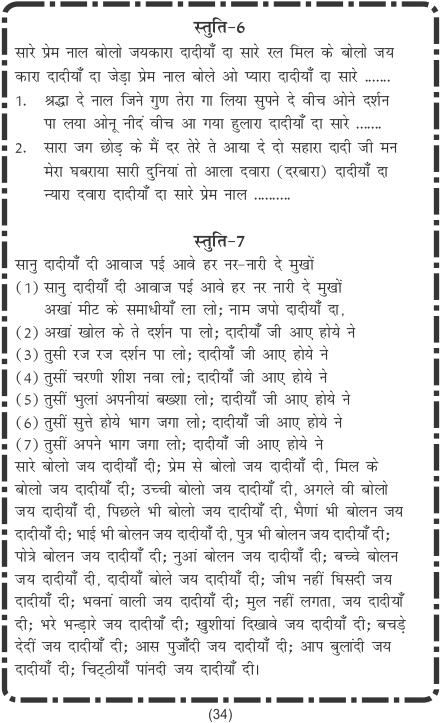 स्तुति-6
सारे प्रेम नाल बोलो जयकारा दादीयाँ दा सारे रल मिल के बोलो जय
कारा दादीयाँ दा जेड़ा प्रेम नाल बोले ओ प्यारा दादीयाँ दा सारे .......
1. श्रद्धा दे नाल जिने गुण तेरा गा लिया सुपने दे वीच ओने दर्शन
पा लया ओनू नीदं वीच आ गया हुलारा दादीयाँ दा सारे .......
2. सारा जग छोड़ के मैं दर तेरे ते आया दे दो सहारा दादी जी मन
मेरा घबराया सारी दुनियां तो आला दवारा (दरबारा) दादीयाँ दा
न्यारा दवारा दादीयाँ दा सारे प्रेम नाल ..........
स्तुति-7
सानु दादीयाँ दी आवाज पई आवे हर नर-नारी दे मुखों
(1) सानु दादीयाँ दी आवाज पई आवे हर नर नारी दे मुखों
अखां मीट के समाधीयाँ ला लो; नाम जपो दादीयाँ दा,
(2) अखां खोल के ते दर्शन पा लो; दादीयाँ जी आए होये ने
(3) तुसी रज रज दर्शन पा लो; दादीयाँ जी आए होये ने
(4) तुसीं चरणी शीश नवा लो; दादीयाँ जी आए होये ने
(5) तुसीं भुलां अपनीयां बख्शा लो; दादीयाँ जी आए होये ने
(6) तुसीं सुत्ते होये भाग जगा लो; दादीयाँ जी आए होये ने
(7) तुसीं अपने भाग जगा लो; दादीयाँ जी आए होये ने
सारे बोलो जय दादीयाँ दी; प्रेम से बोलो जय दादीयाँ दी, मिल के
बोलो जय दादीयाँ दी; उच्ची बोलो जय दादीयाँ दी, अगले वी बोलो
जय दादीयाँ दी, पिछले भी बोलो जय दादीयाँ दी, भैणां भी बोलन जय
दादीयाँ दी; भाई भी बोलन जय दादीयाँ दी, पुत्र भी बोलन जय दादीयाँ दी;
पोत्रे बोलन जय दादीयाँ दी; नुआं बोलन जय दादीयाँ दी; बच्चे बोलन
जय दादीयाँ दी, दादीयाँ बोले जय दादीयाँ दी; जीभ नहीं घिसदी जय
दादीयाँ दी; भवनां वाली जय दादीयाँ दी; मुल नहीं लगता, जय दादीयाँ
दी; भरे भन्ड़ारे जय दादीयाँ दी; खुशीयां दिखावे जय दादीयाँ दी; बचड़े
देदीं जय दादीयाँ दी; आस पुजाँदी जय दादीयाँ दी; आप बुलांदी जय
दादीयाँ दी; चिट्ठीयाँ पांनदी जय दादीयाँ दी।
(34)